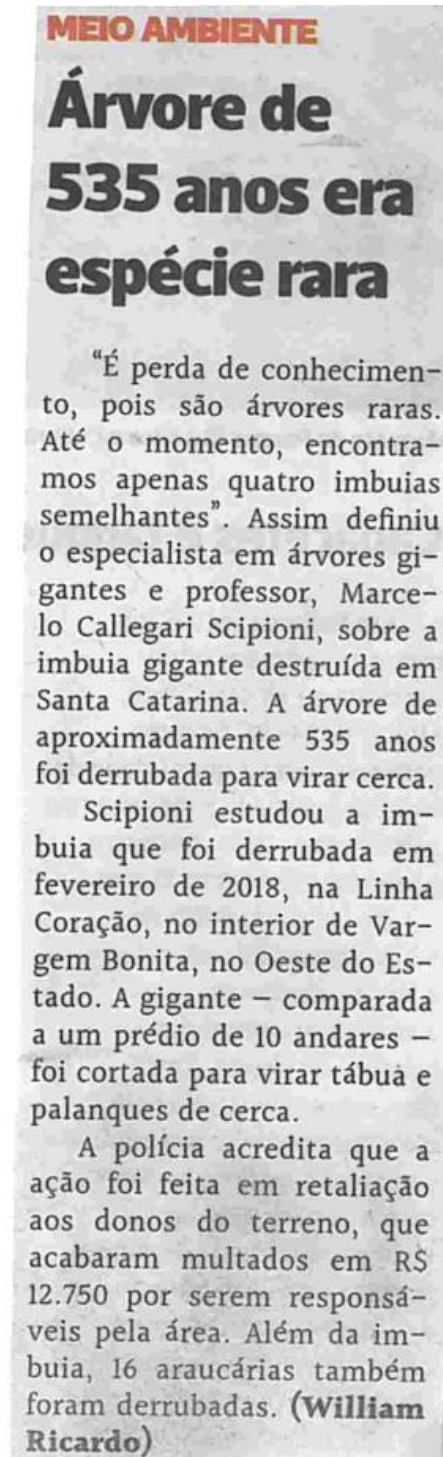 MEIO AMBIENTE
Árvore de
535 anos era
espécie rara
“É perda de conhecimen-
to, pois são árvores raras.
Até o momento, encontra-
mos apenas quatro imbuias
semelhantes”. Assim definiu
o especialista em árvores gi-
gantes e professor, Marce-
lo Callegari Scipioni, sobre a
imbuia gigante destruída em
Santa Catarina. A árvore de
aproximadamente 535 anos
foi derrubada para virar cerca.
Scipioni estudou a im-
buia que foi derrubada em
fevereiro de 2018, na Linha
Coração, no interior de Var-
gem Bonita, no Oeste do Es-
tado. A gigante – comparada
a um prédio de 10 andares –
foi cortada para virar tábua e
palanques de cerca.
A polícia acredita que a
ação foi feita em retaliação
aos donos do terreno, que
acabaram multados em R$
12.750 por serem responsá-
veis pela área. Além da im-
buia, 16 araucárias também
foram derrubadas. (William
Ricardo)